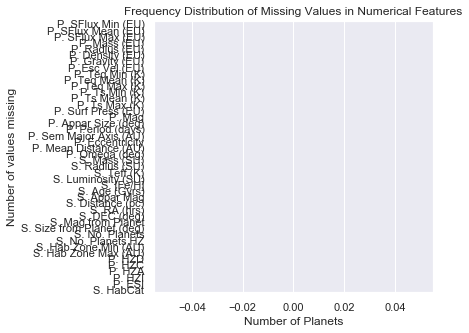 Frequency Distribution of Missing Values in Numerical Features
Number of values missing
P. SFlux Min (EU)
P. SFlux Mean (EU)
P. SFlux Max (EU)
P. Mass (EU)
P. Radius (EU)
P. Density (EU)
P. Gravity (EU)
P. Esc Vel (EU)
P. Teq Min (K)
P. Teq Mean (K)
P. Teq Max (K)
P. Ts Min (K)
P. Ts Mean (K)
P. Ts Max (K)
P. Surf Press (EU)
P. Mag
P. Appar Size (deg)
P. Period (days)
P. Sem Major Axis (AU)
P. Eccentricity
P. Mean Distance (AU)
P. Omega (deg)
S. Mass (SU)
S. Radius (SU)
S. Teff (K)
S. Luminosity (SU)
S. [Fe/H]
S. Age (Gyrs)
S. Appar Mag
S. Distance (pc)
S. RA (hrs)
S. DEC (deg)
S. Mag from Planet
S. Size from Planet (deg)
S. No. Planets
S. No. Planets HZ
S. Hab Zone Min (AU)
S. Hab Zone Max (AU)
P. HZD
P. HZC
P. HZA
P. HZI
P. ESI
S. HabCat
−0.04 −0.02 0.00 0.02 0.04
Number of Planets